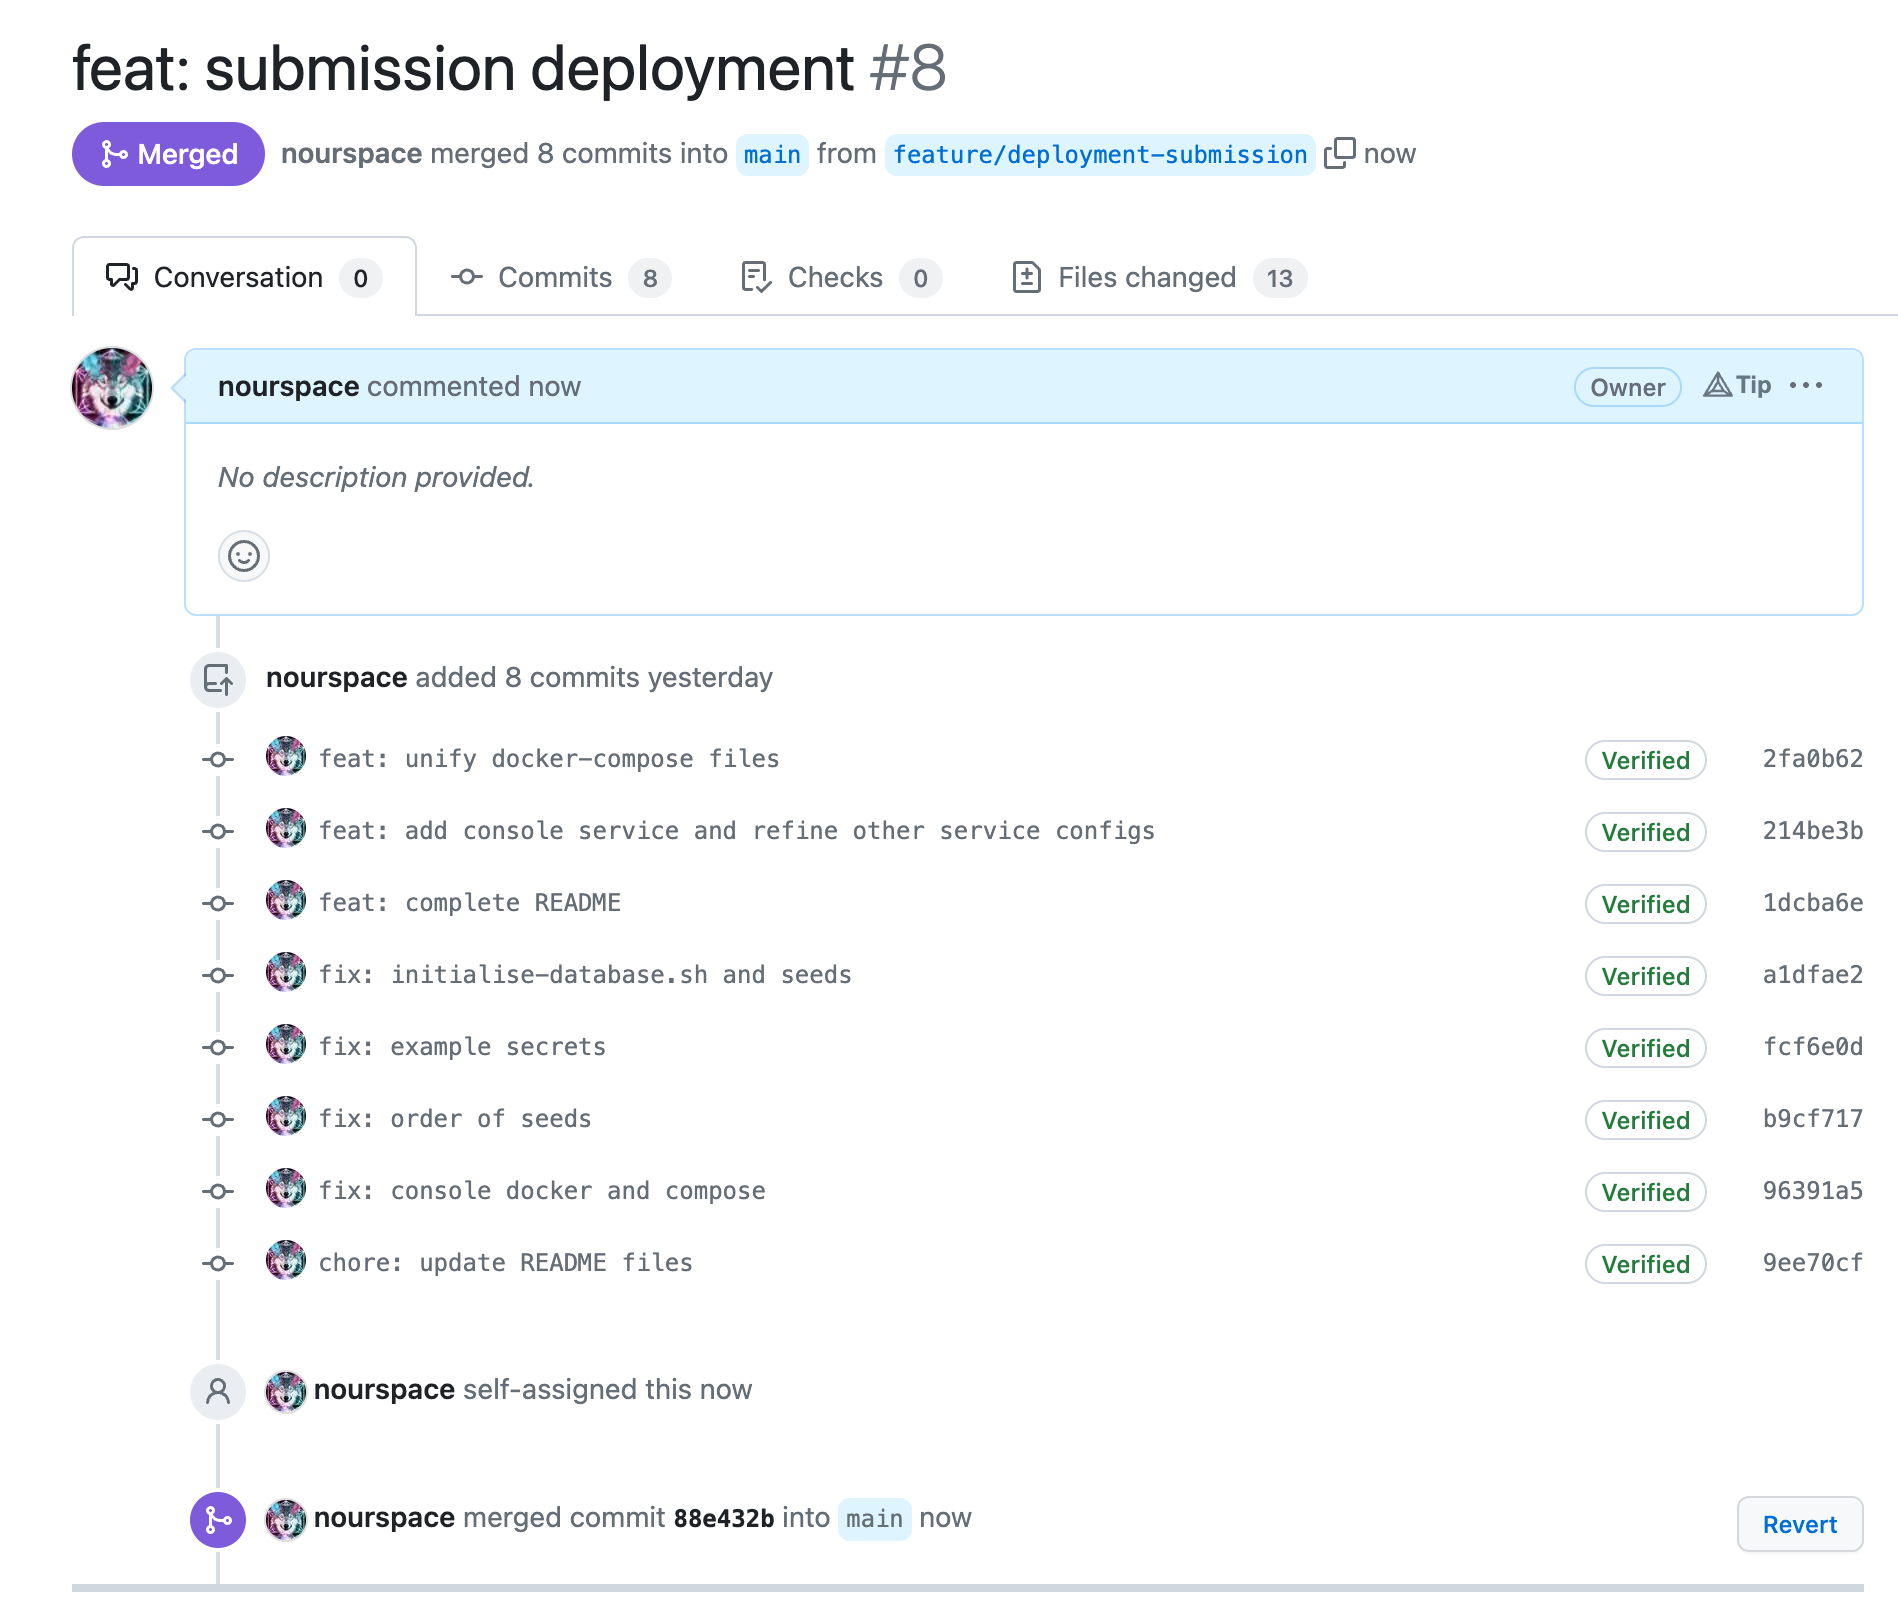 feat: submission deployment #8
Merged nourspace merged 8 commits into main from feature/deployment-submission now
Conversation 0 Commits 8 Checks 0 Files changed 13
nourspace commented now Owner Tip ...
No description provided.
nourspace added 8 commits yesterday
feat: unify docker-compose files Verified 2fa0b62
feat: add console service and refine other service configs Verified 214be3b
feat: complete README Verified 1dcba6e
fix: initialise-database.sh and seeds Verified a1dfae2
fix: example secrets Verified fcf6e0d
fix: order of seeds Verified b9cf717
fix: console docker and compose Verified 96391a5
chore: update README files Verified 9ee70cf
nourspace self-assigned this now
nourspace merged commit 88e432b into main now Revert